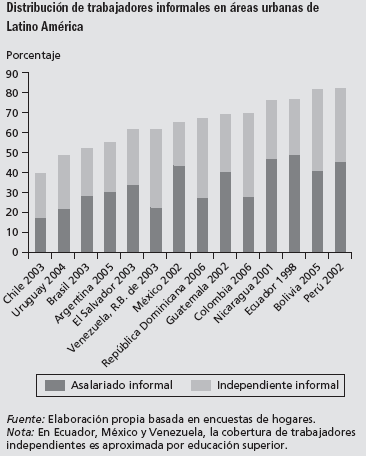 Distribución de trabajadores informales en áreas urbanas de
Latino América
Porcentaje
90
80
70
60
50
40
30
20
10
0
Chile 2003
Uruguay 2004
Brasil 2003
Argentina 2005
El Salvador 2003
Venezuela, R.B. de 2003
México 2002
República Dominicana 2006
Guatemala 2002
Colombia 2006
Nicaragua 2001
Ecuador 1998
Bolivia 2005
Perú 2002
Asalariado informal
Independiente informal
Fuente: Elaboración propia basada en encuestas de hogares.
Nota: En Ecuador, México y Venezuela, la cobertura de trabajadores
independientes es aproximada por educación superior.